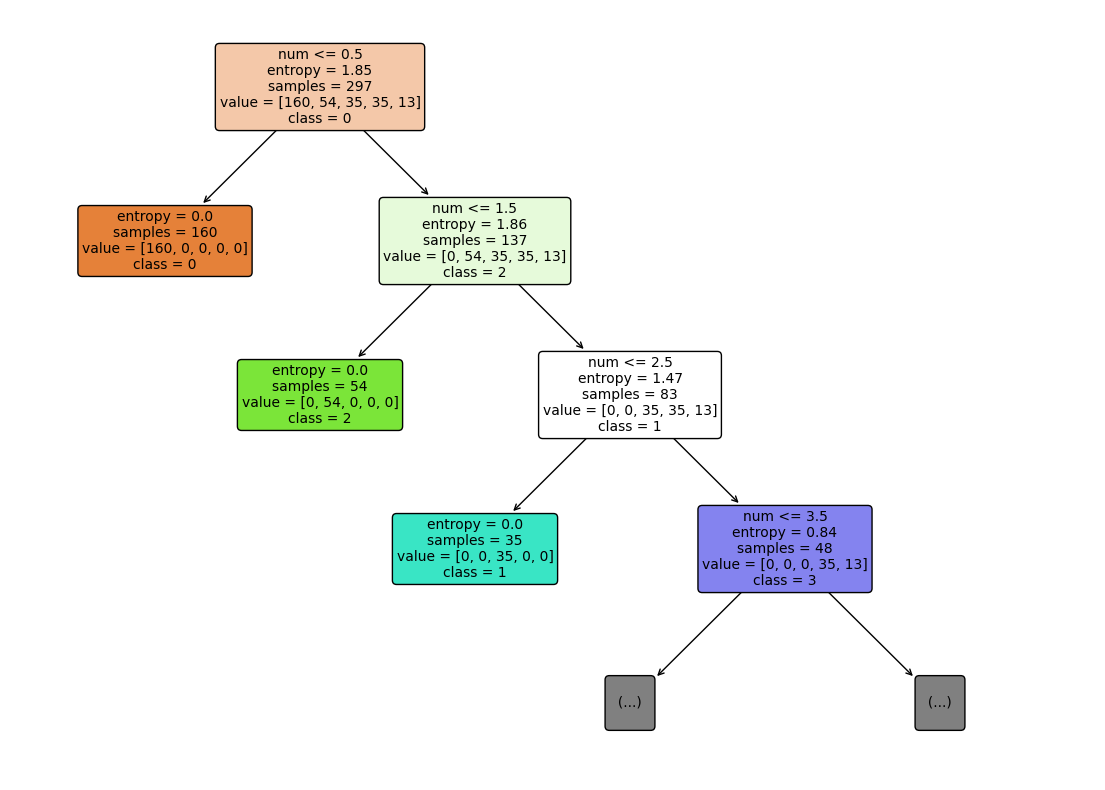 num <= 0.5
entropy = 1.85
samples = 297
value = [160, 54, 35, 35, 13]
class = 0
entropy = 0.0
samples = 160
value = [160, 0, 0, 0, 0]
class = 0
num <= 1.5
entropy = 1.86
samples = 137
value = [0, 54, 35, 35, 13]
class = 2
entropy = 0.0
samples = 54
value = [0, 54, 0, 0, 0]
class = 2
num <= 2.5
entropy = 1.47
samples = 83
value = [0, 0, 35, 35, 13]
class = 1
entropy = 0.0
samples = 35
value = [0, 0, 35, 0, 0]
class = 1
num <= 3.5
entropy = 0.84
samples = 48
value = [0, 0, 0, 35, 13]
class = 3
(...)
(...)